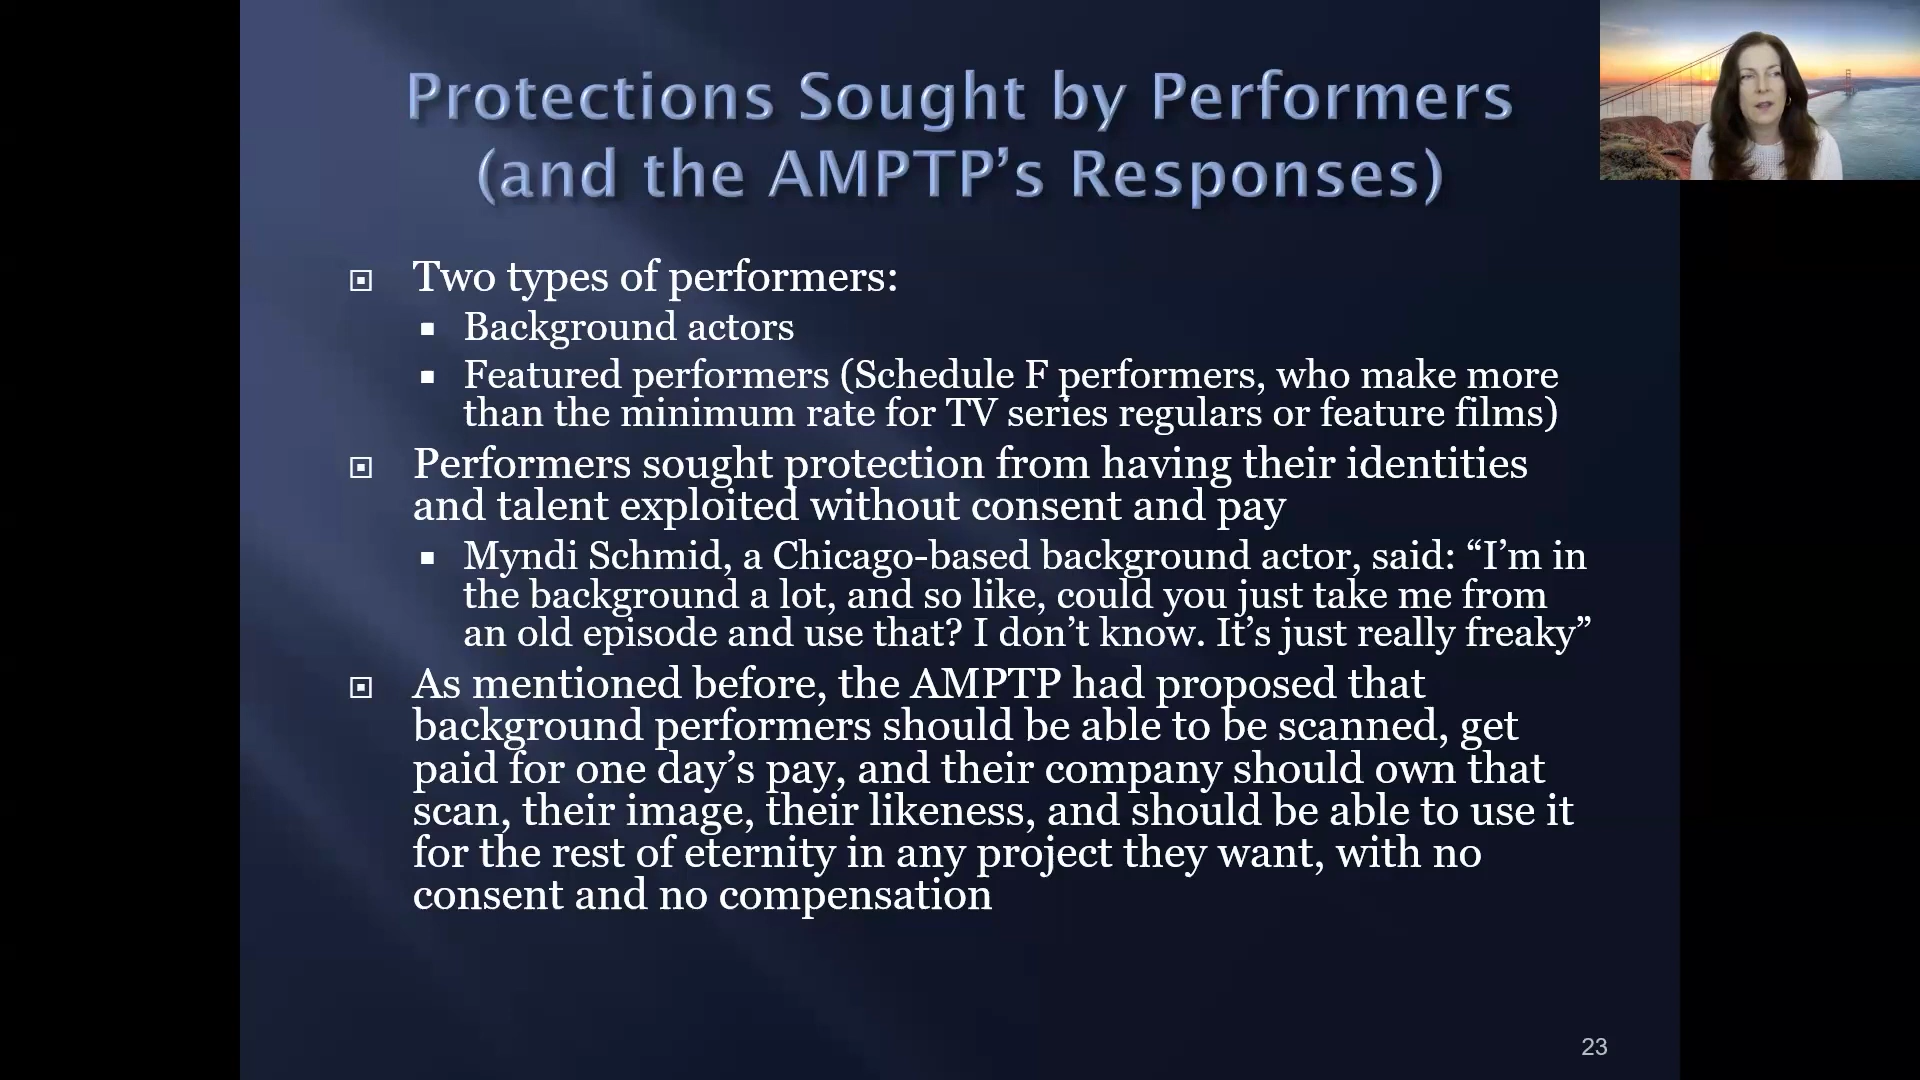 Protections Sought by Performers
(and the AMPTP’s Responses)
Two types of performers:
Background actors
Featured performers (Schedule F performers, who make more
than the minimum rate for TV series regulars or feature films)
Performers sought protection from having their identities
and talent exploited without consent and pay
Myndi Schmid, a Chicago-based background actor, said: “I’m in
the background a lot, and so like, could you just take me from
an old episode and use that? I don’t know. It’s just really freaky”
As mentioned before, the AMPTP had proposed that
background performers should be able to be scanned, get
paid for one day’s pay, and their company should own that
scan, their image, their likeness, and should be able to use it
for the rest of eternity in any project they want, with no
consent and no compensation
23